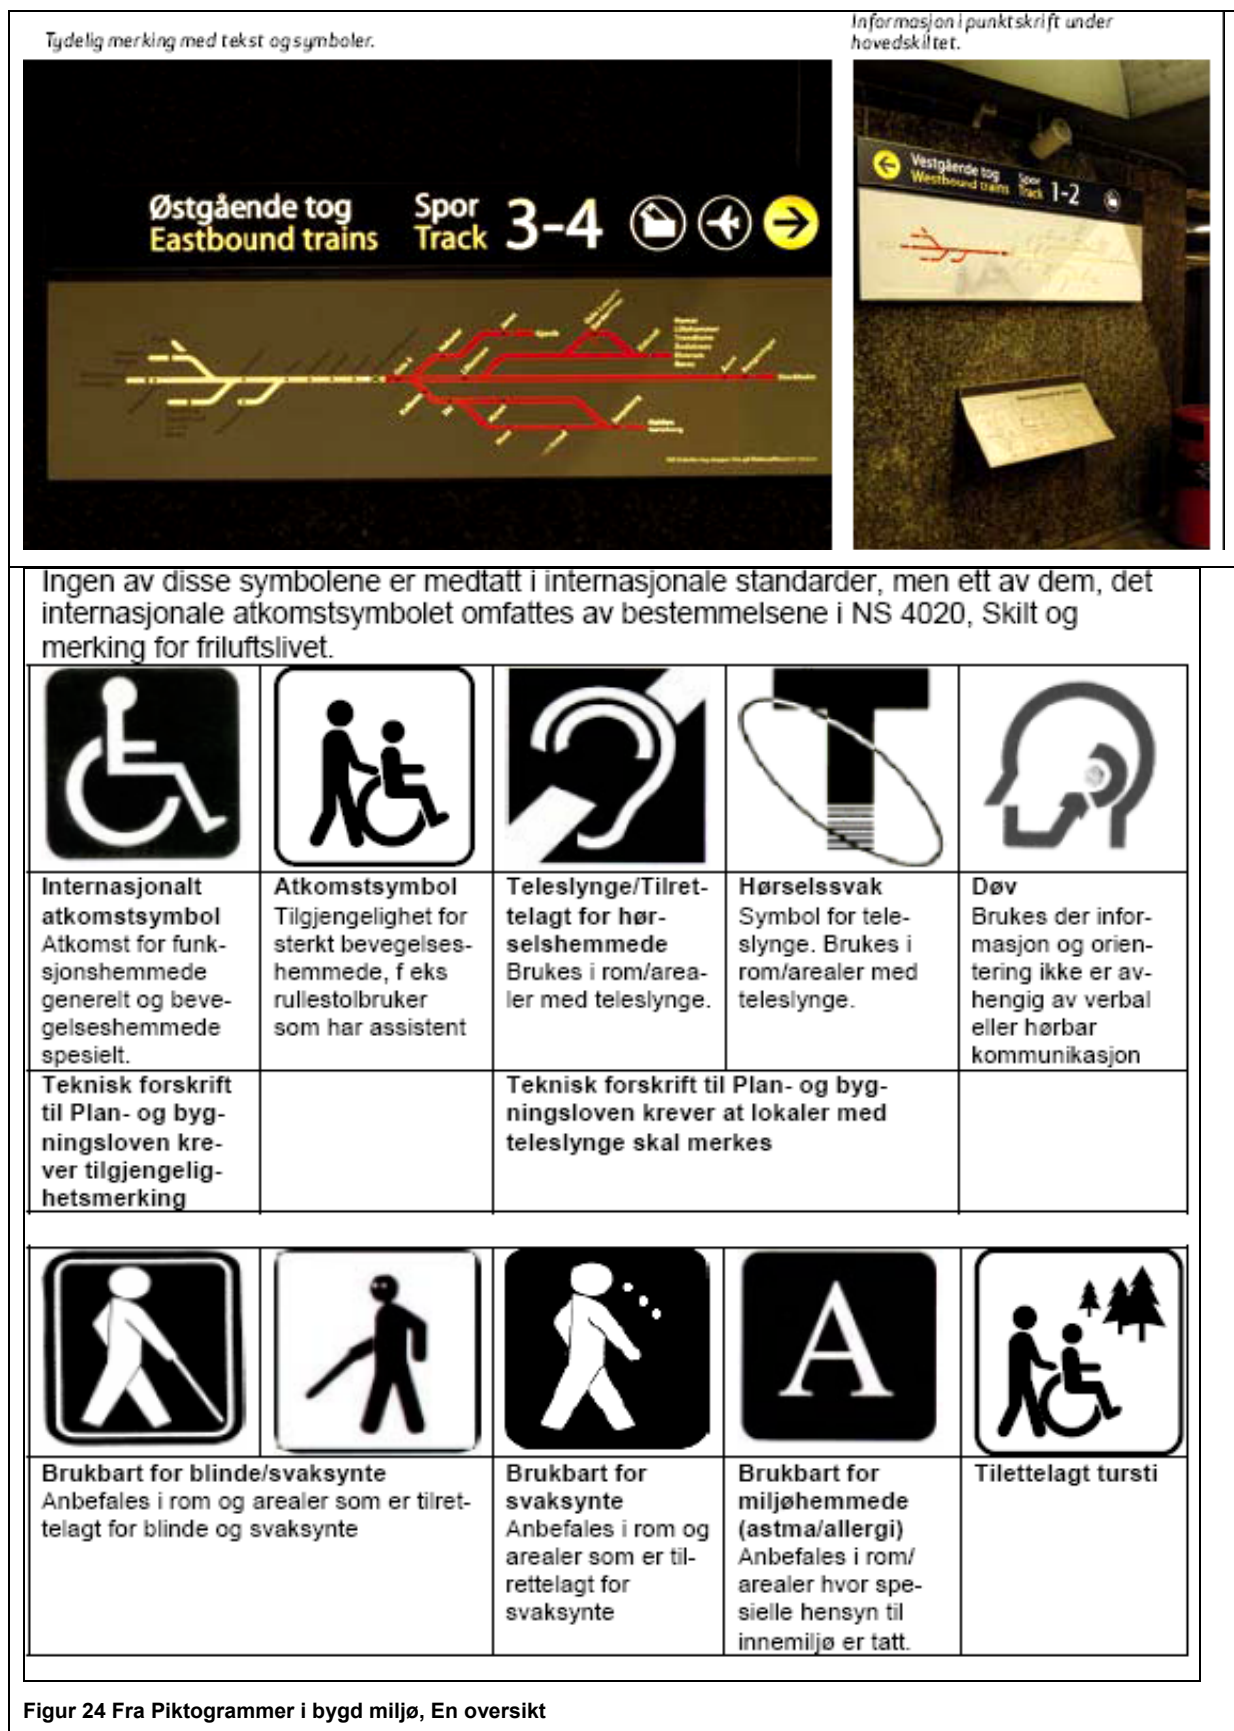 Tydelig merking med tekst og symboler.
Informasjon i punktskrift under
hovedskiltet.
Østgående tog
Eastbound trains
Spor
Track
3-4
Vestgående tog
Westbound trains
Spor
Track
1-2
Ingen av disse symbolene er medtatt i internasjonale standarder, men ett av dem, det
internasjonale atkomstsymbolet omfattes av bestemmelsene i NS 4020, Skilt og
merking for friluftslivet.
T
Internasjonalt
atkomstsymbol
Atkomst for funk-
sjonshemmede
generelt og beve-
gelseshemmede
spesielt.
Atkomstsymbol
Tilgjengelighet for
sterkt bevegelses-
hemmede, f eks
rullestolbruker
som har assistent
Teleslynge/Tilret-
telagt for hør-
selshemmede
Brukes i rom/area-
ler med teleslynge.
Hørselssvak
Symbol for tele-
slynge. Brukes i
rom/arealer med
teleslynge.
Døv
Brukes der infor-
masjon og orien-
tering ikke er av-
hengig av verbal
eller hørbar
kommunikasjon
Teknisk forskrift
til Plan- og byg-
ningsloven kre-
ver tilgjengelig-
hetsmerking
Teknisk forskrift til Plan- og byg-
ningsloven krever at lokaler med
teleslynge skal merkes
A
Brukbart for blinde/svaksynte
Anbefales i rom og arealer som er tilret-
telagt for blinde og svaksynte
Brukbart for
svaksynte
Anbefales i rom og
arealer som er til-
rettelagt for
svaksynte
Brukbart for
miljøhemmede
(astma/allergi)
Anbefales i rom/
arealer hvor spe-
sielle hensyn til
innemiljø er tatt.
Tilettelagt tursti
Figur 24 Fra Piktogrammer i bygd miljø, En oversikt